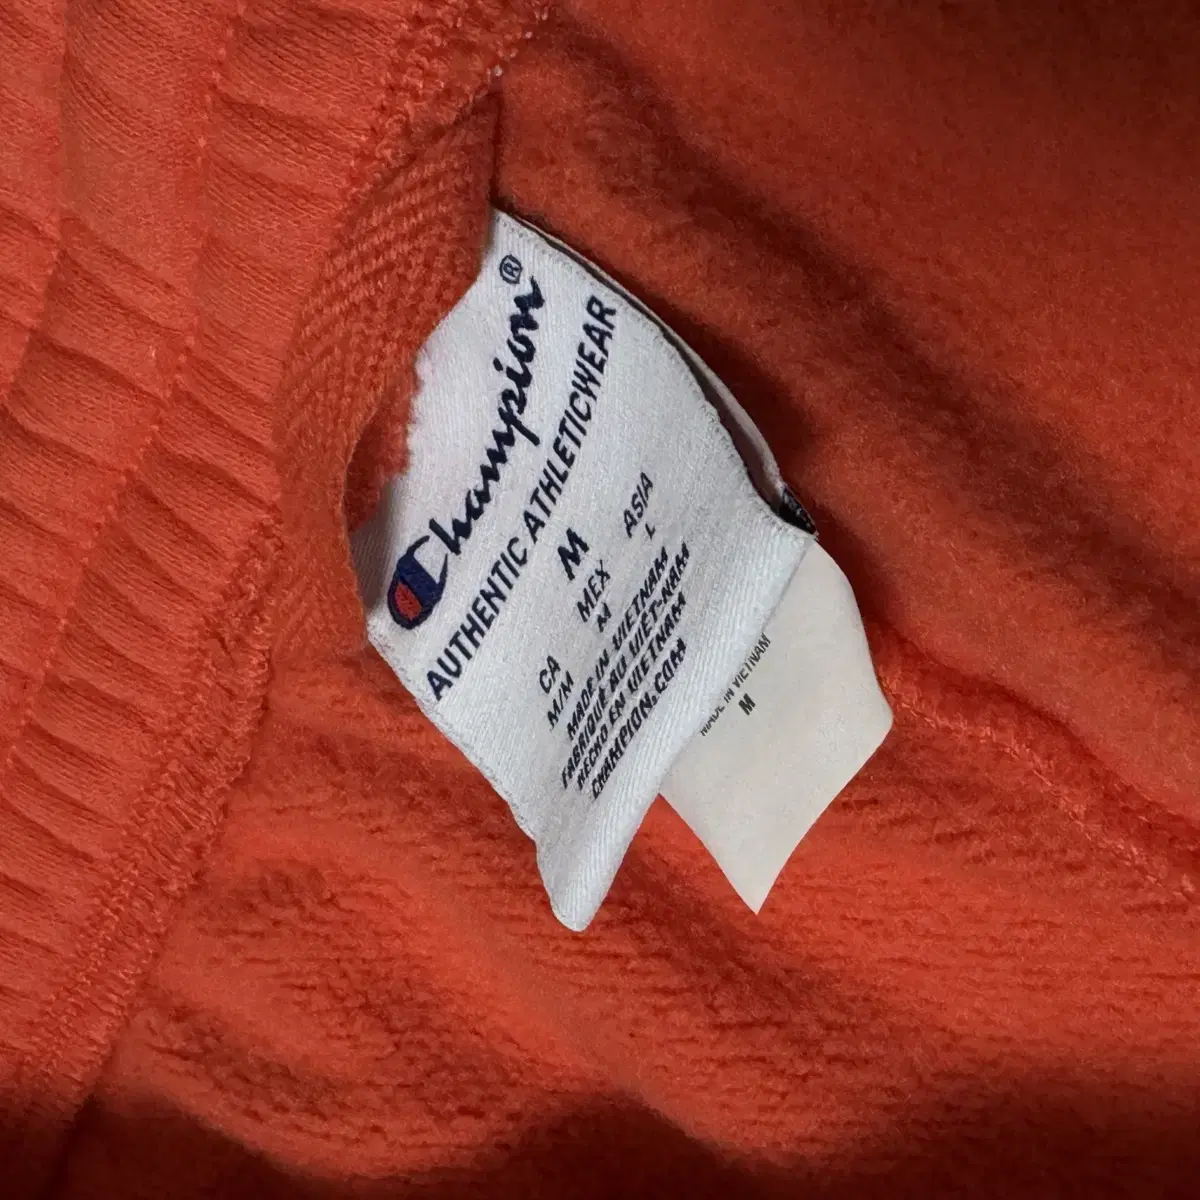 Champion®
AUTHENTIC ATHLETICWEAR
M
CA MEX ASIA
M/M M L
MADE IN VIETNAM
FABRIQUÉ AU VIÊT-NAM
HECHO EN VIETNAM
CHAMPION.COM
MADE IN VIETNAM
M